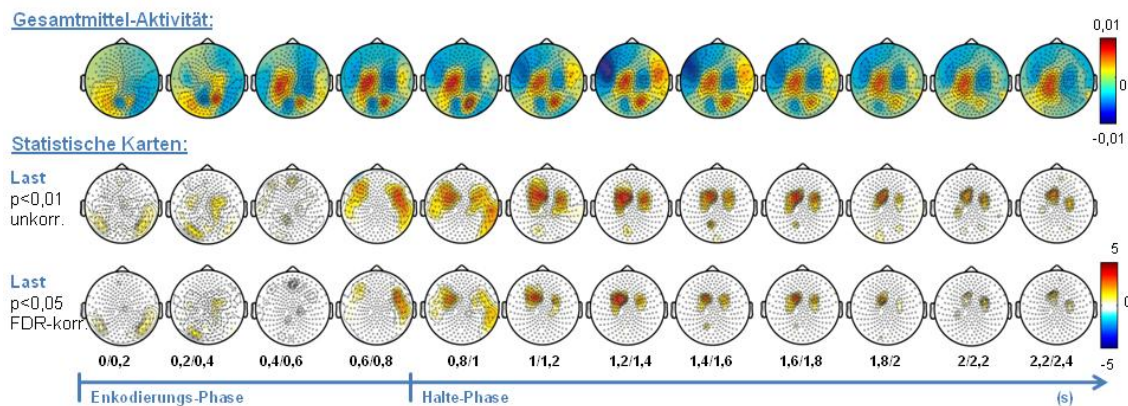 Gesamtmittel-Aktivität:
0,01
0
-0,01
Statistische Karten:
Last
p<0,01
unkorr.
Last
p<0,05
FDR-korr.
5
0
-5
0/0,2 0,2/0,4 0,4/0,6 0,6/0,8 0,8/1 1/1,2 1,2/1,4 1,4/1,6 1,6/1,8 1,8/2 2/2,2 2,2/2,4
Enkodierungs-Phase Halte-Phase (s)